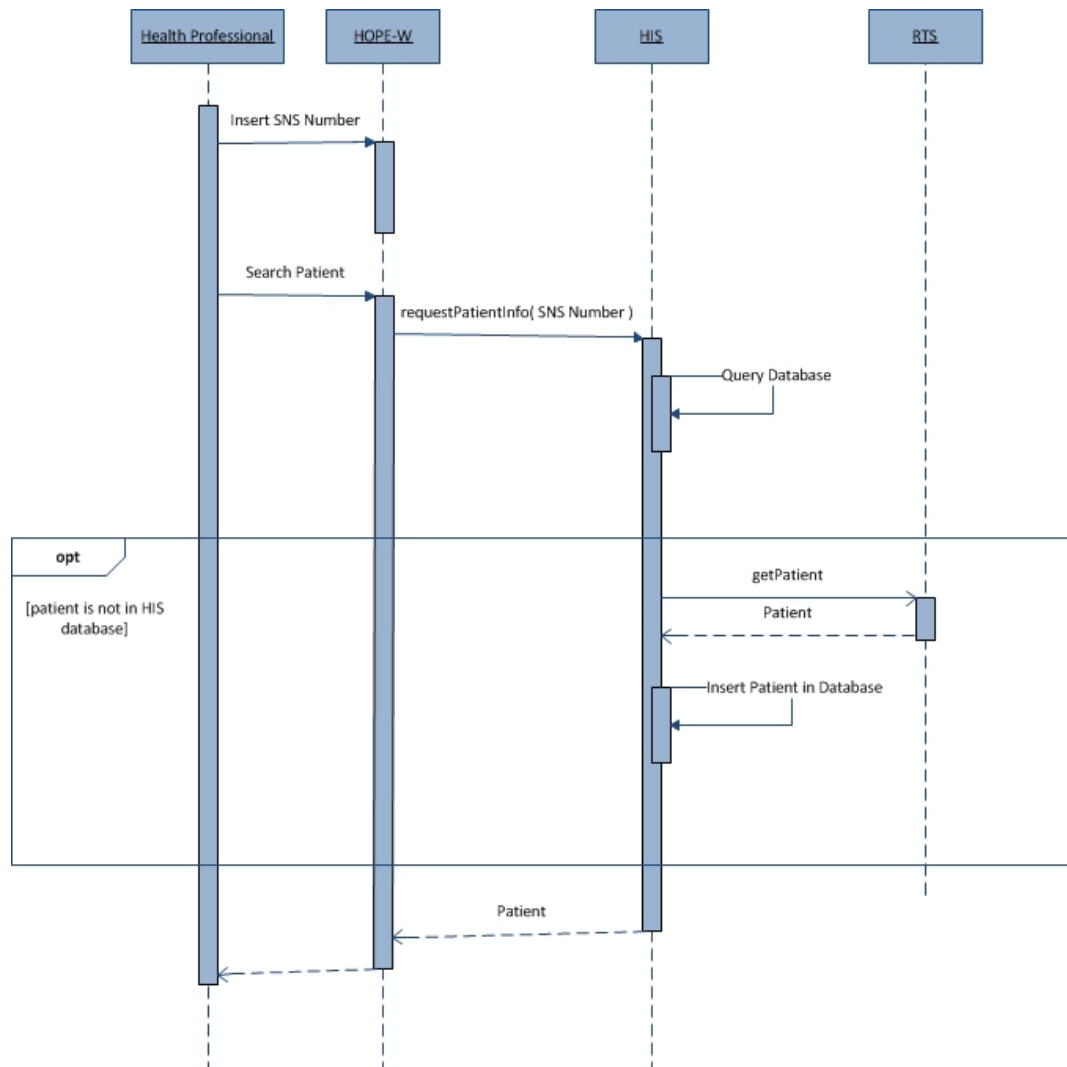 Health Professional
HOPE-W
HIS
RTS
Insert SNS Number
Search Patient
requestPatientInfo( SNS Number )
Query Database
opt
[patient is not in HIS
database]
getPatient
Patient
Insert Patient in Database
Patient